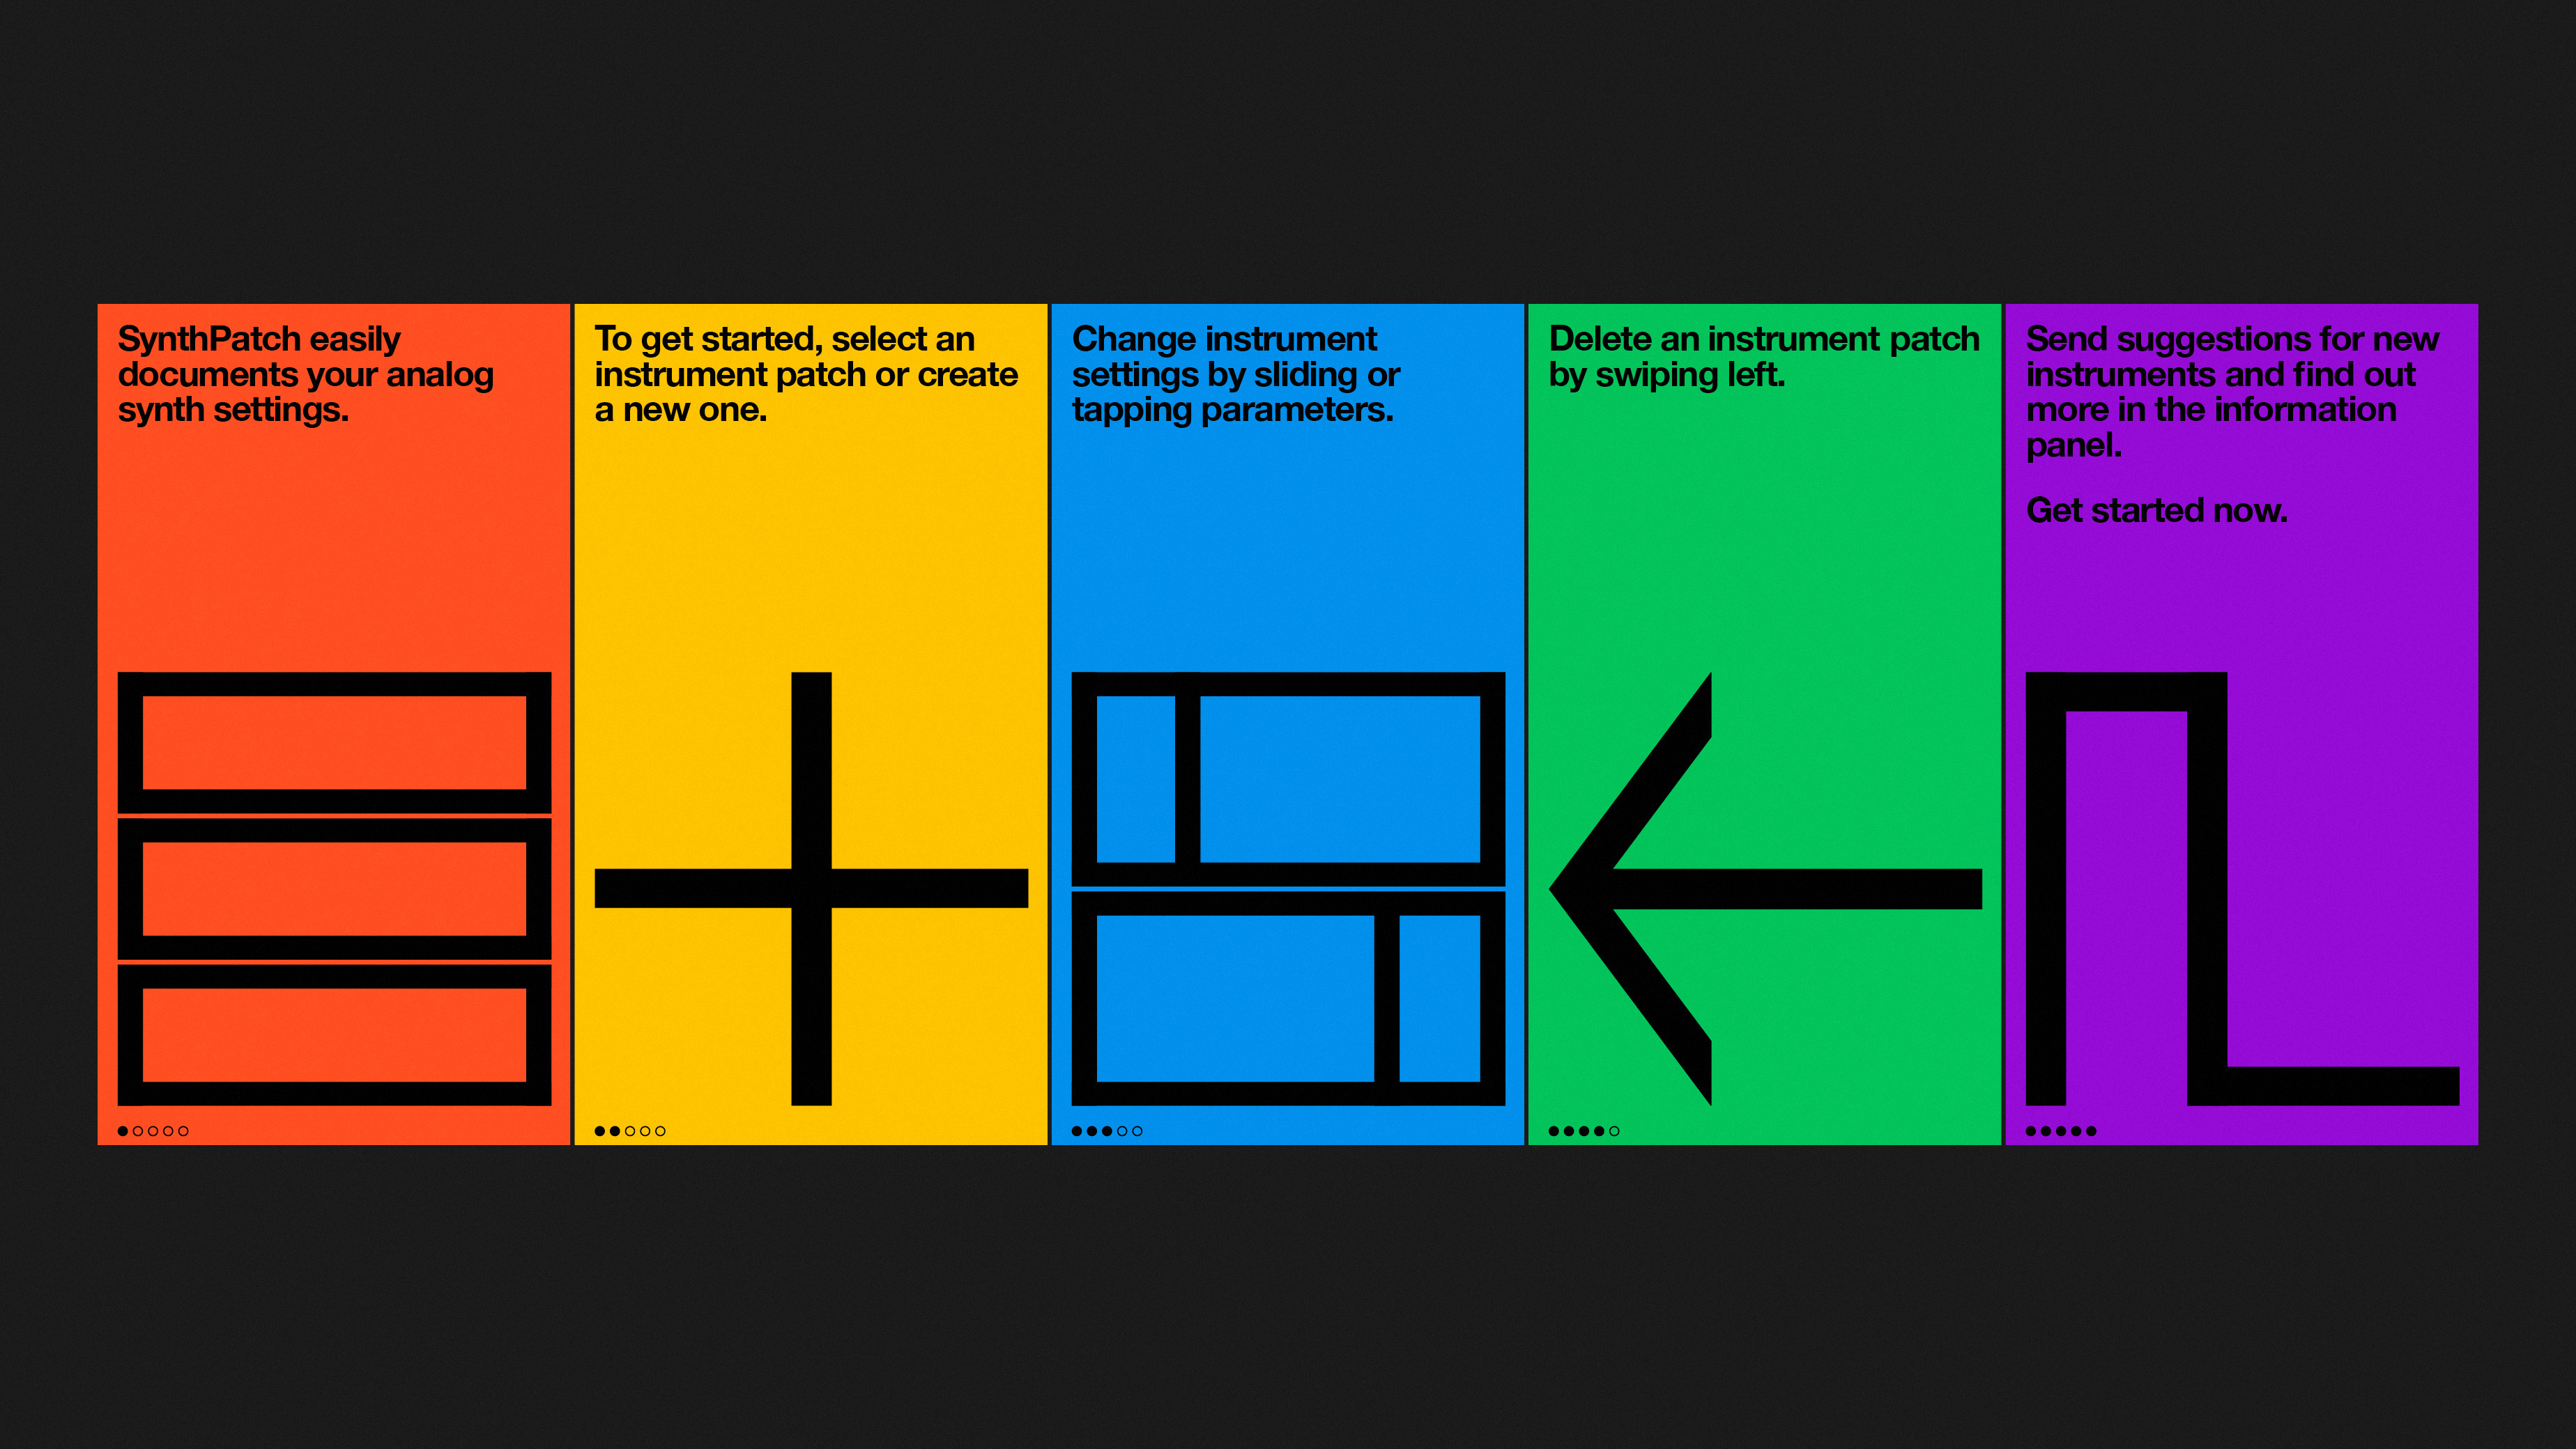 SynthPatch easily
documents your analog
synth settings.
To get started, select an
instrument patch or create
a new one.
Change instrument
settings by sliding or
tapping parameters.
Delete an instrument patch
by swiping left.
Send suggestions for new
instruments and find out
more in the information
panel.
Get started now.